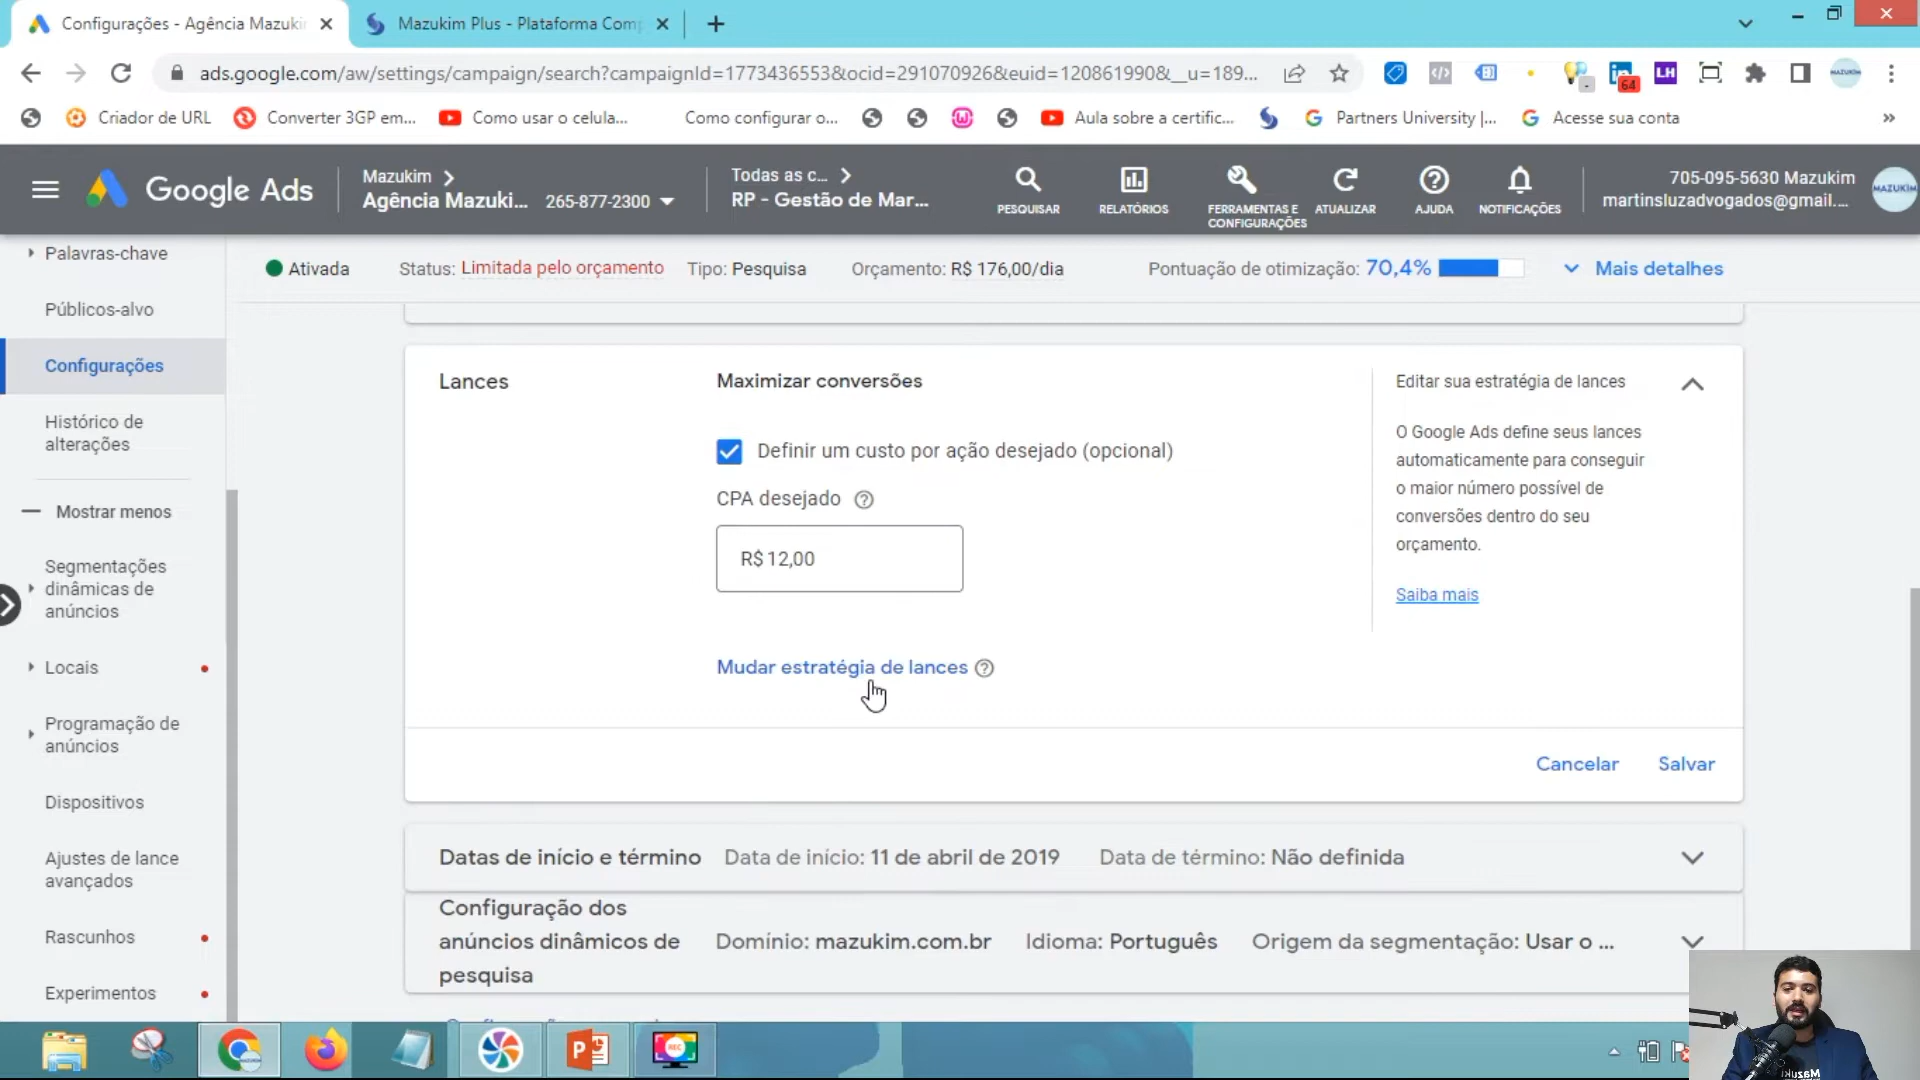 Configurações - Agência Mazukim
Mazukim Plus - Plataforma Com
ads.google.com/aw/settings/campaign/search?campaignId=1773436553&ocid=291070926&euid=120861990&__u=189...
64
LH
MAZUKIM
Criador de URL
Converter 3GP em...
Como usar o celula...
Como configurar o...
Aula sobre a certific...
Partners University |...
Acesse sua conta
»
Google Ads
Mazukim
Agência Mazuki...
265-877-2300
Todas as c...
RP - Gestão de Mar...
PESQUISAR
RELATÓRIOS
FERRAMENTAS E
CONFIGURAÇÕES
ATUALIZAR
AJUDA
NOTIFICAÇÕES
705-095-5630 Mazukim
martinsluzadvogados@gmail....
MAZUKIM
Palavras-chave
Públicos-alvo
Configurações
Histórico de
alterações
Mostrar menos
Segmentações
dinâmicas de
anúncios
Locais
Programação de
anúncios
Dispositivos
Ajustes de lance
avançados
Rascunhos
Experimentos
Ativada
Status: Limitada pelo orçamento
Tipo: Pesquisa
Orçamento: R$ 176,00/dia
Pontuação de otimização: 70,4%
Mais detalhes
Lances
Maximizar conversões
Definir um custo por ação desejado (opcional)
CPA desejado
R$ 12,00
Mudar estratégia de lances
Editar sua estratégia de lances
O Google Ads define seus lances
automaticamente para conseguir
o maior número possível de
conversões dentro do seu
orçamento.
Saiba mais
Cancelar
Salvar
Datas de início e término
Data de início: 11 de abril de 2019
Data de término: Não definida
Configuração dos
anúncios dinâmicos de
pesquisa
Domínio: mazukim.com.br
Idioma: Português
Origem da segmentação: Usar o ...
REC